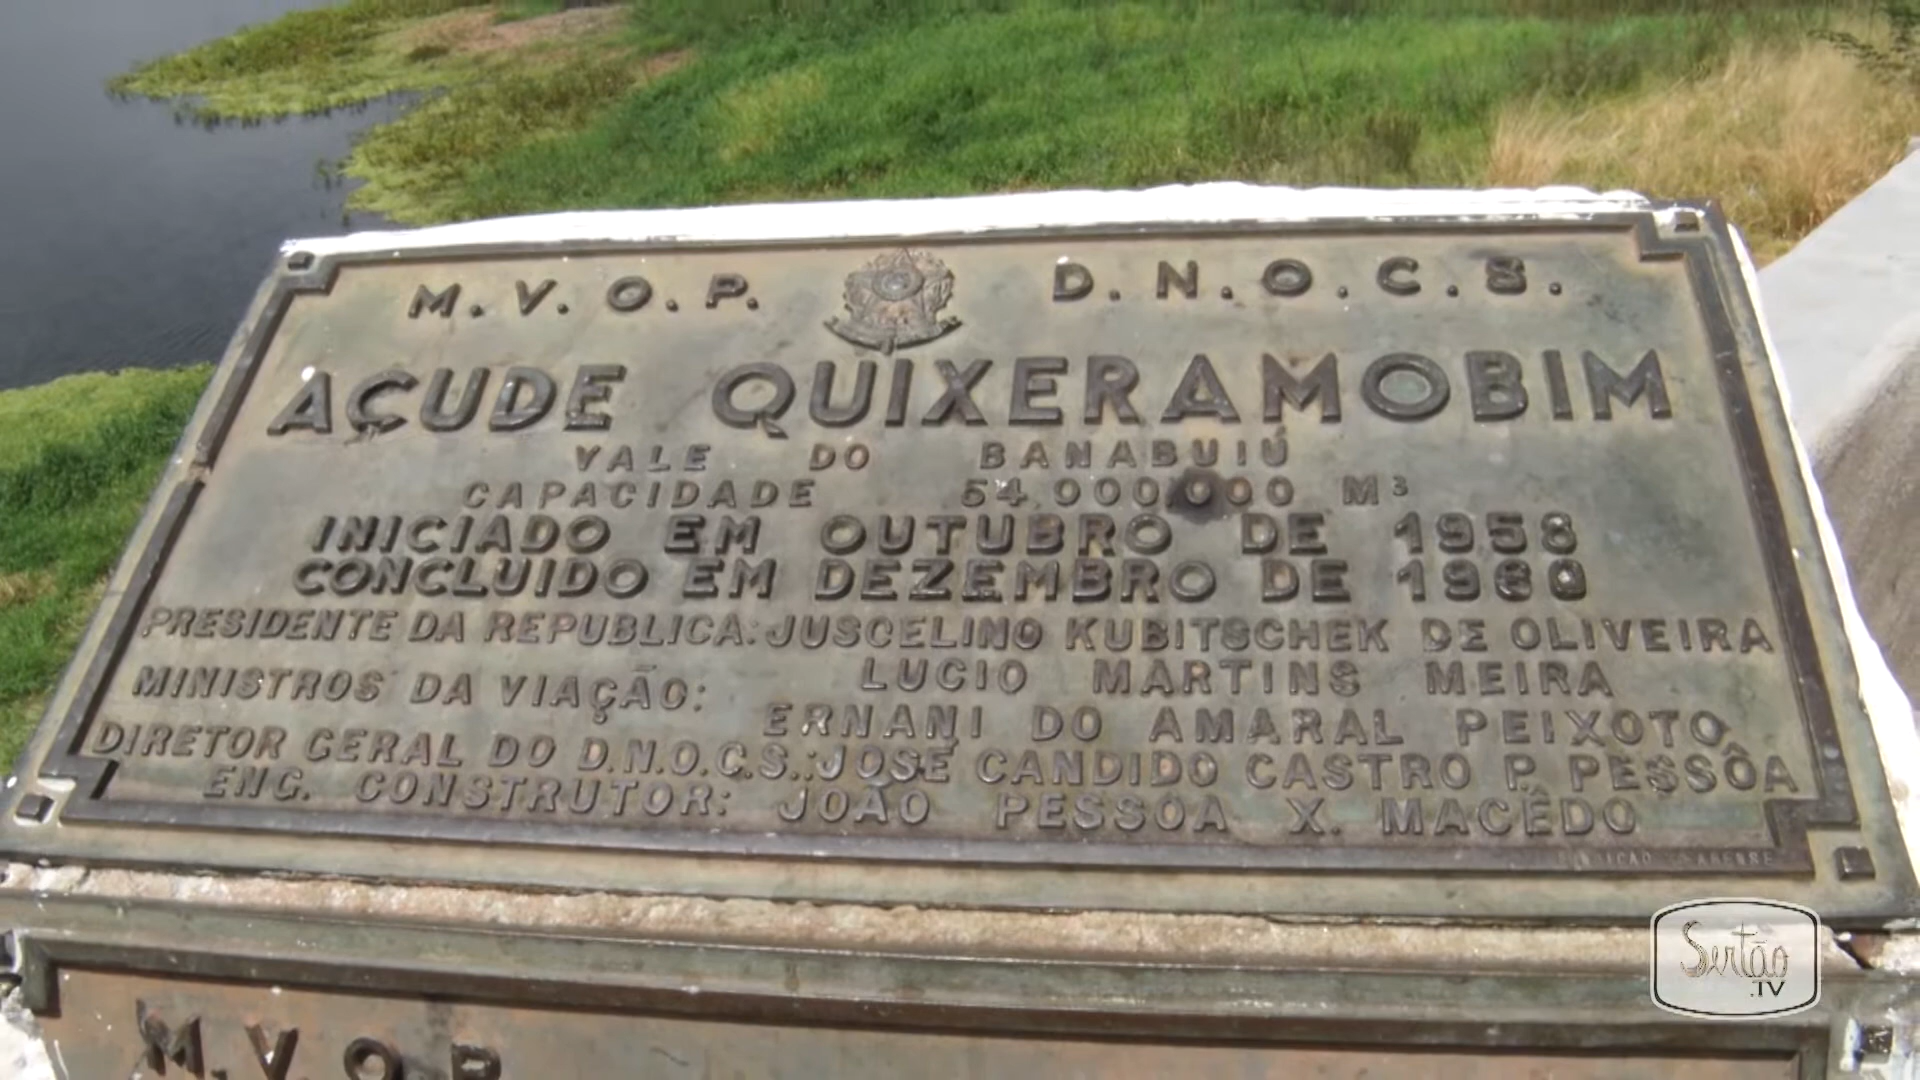 M.V.O.P. D.N.O.C.S.
AÇUDE QUIXERAMOBIM
VALE DO BANABUIÚ
CAPACIDADE 54.000.000 M³
INICIADO EM OUTUBRO DE 1958
CONCLUIDO EM DEZEMBRO DE 1960
PRESIDENTE DA REPUBLICA: JUSCELINO KUBITSCHEK DE OLIVEIRA
MINISTROS DA VIAÇÃO: LUCIO MARTINS MEIRA
ERNANI DO AMARAL PEIXOTO
DIRETOR GERAL DO D.N.O.C.S.: JOSÉ CANDIDO CASTRO P. PESSÔA
ENG. CONSTRUTOR: JOÃO PESSÔA X. MACÊDO
Sertão
.TV
M.V.O.P